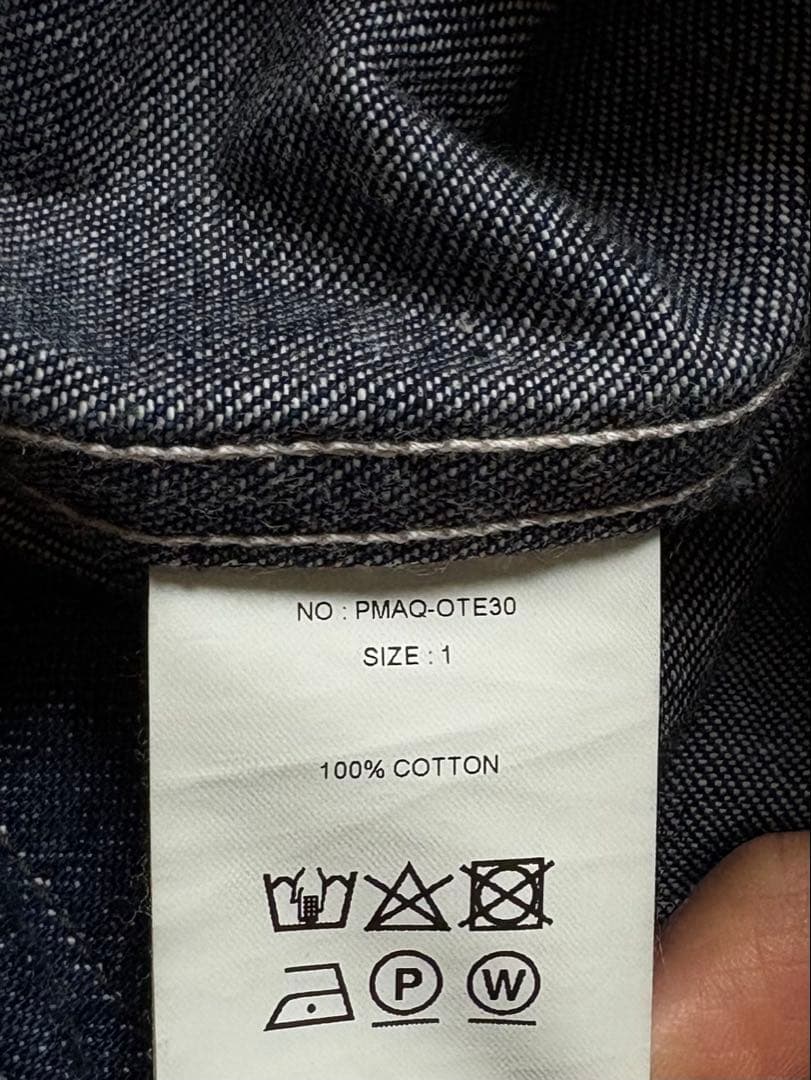 NO : PMAQ-OTE30
SIZE : 1
100% COTTON
P W